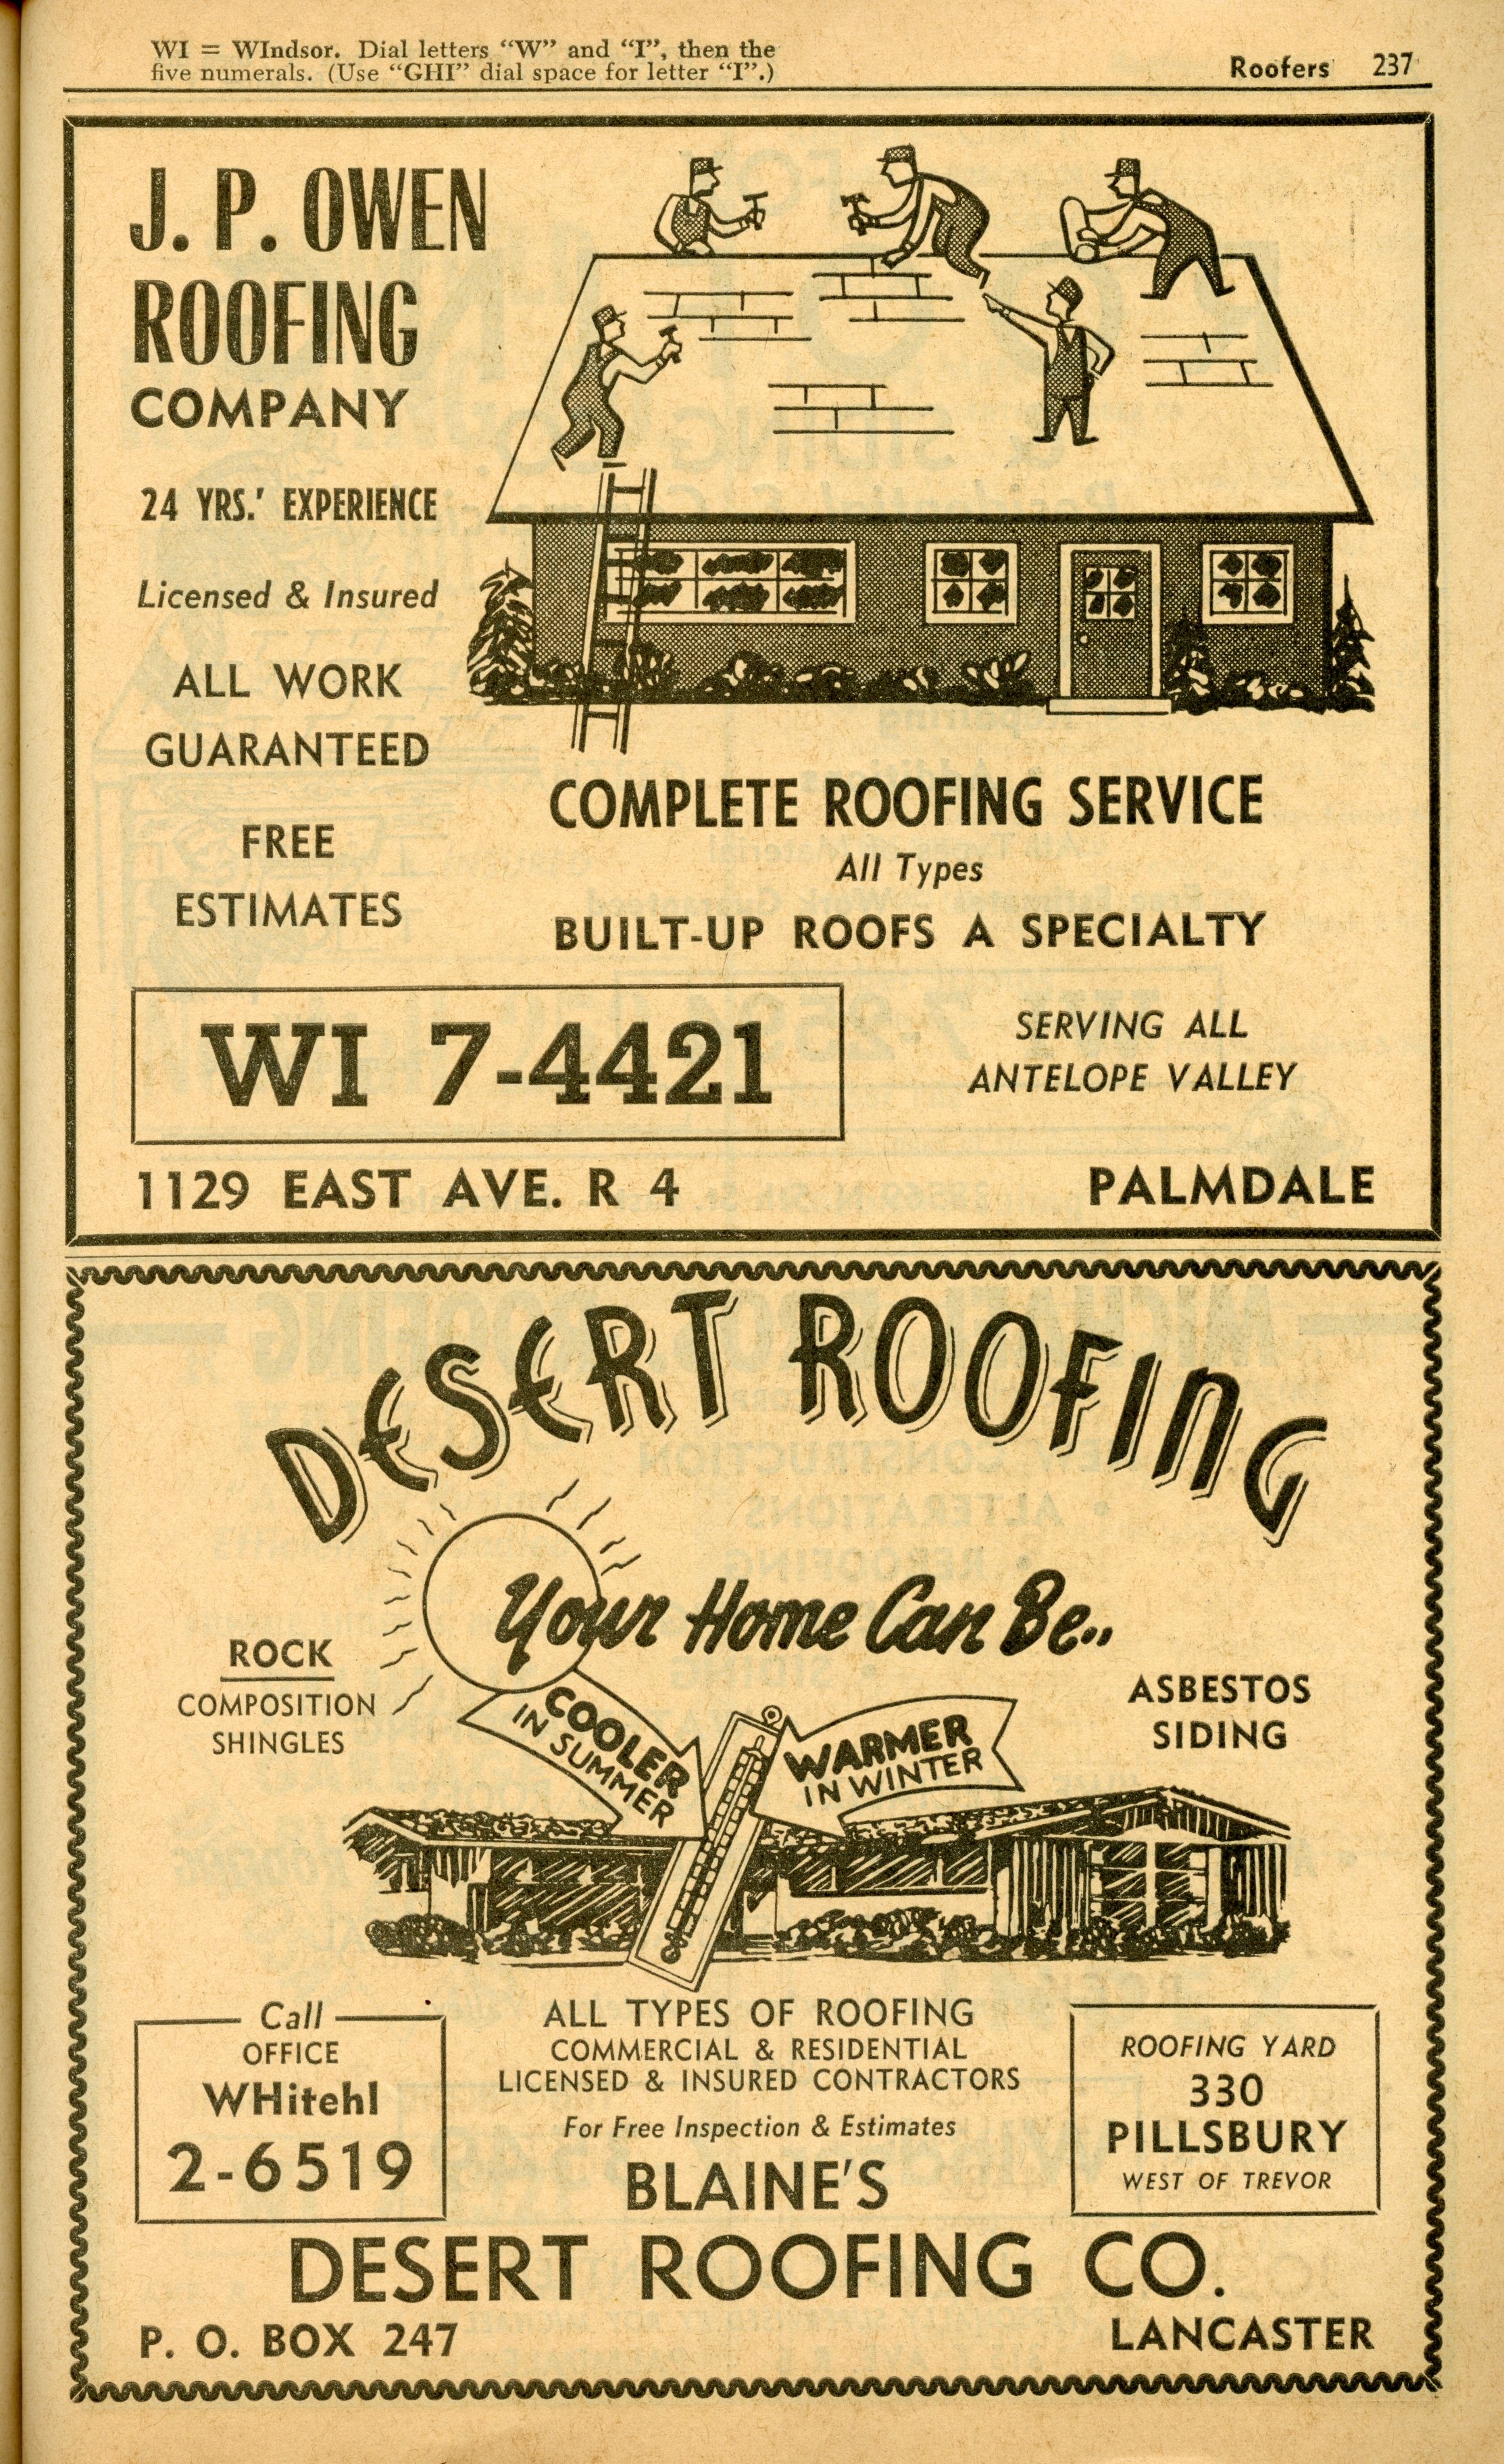 WI = WIndsor. Dial letters “W” and “I”, then the
five numerals. (Use “GHI” dial space for letter “I”.)
Roofers 237
J. P. OWEN
ROOFING
COMPANY
24 YRS.' EXPERIENCE
Licensed & Insured
ALL WORK
GUARANTEED
FREE
ESTIMATES
COMPLETE ROOFING SERVICE
All Types
BUILT-UP ROOFS A SPECIALTY
WI 7-4421
SERVING ALL
ANTELOPE VALLEY
1129 EAST AVE. R 4
PALMDALE
DESERT ROOFING
Your Home Can Be..
ROCK
COMPOSITION
SHINGLES
COOLER
IN SUMMER
WARMER
IN WINTER
ASBESTOS
SIDING
Call
OFFICE
WHitehl
2-6519
ALL TYPES OF ROOFING
COMMERCIAL & RESIDENTIAL
LICENSED & INSURED CONTRACTORS
For Free Inspection & Estimates
BLAINE'S
ROOFING YARD
330
PILLSBURY
WEST OF TREVOR
DESERT ROOFING CO.
P. O. BOX 247
LANCASTER